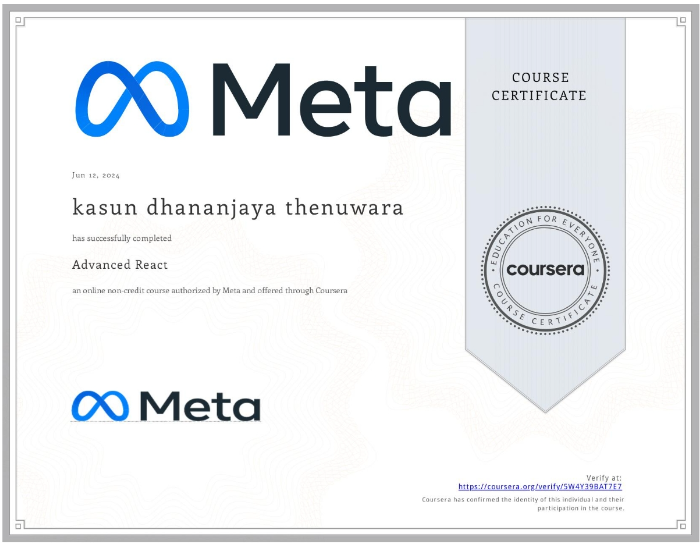 Meta
COURSE
CERTIFICATE
Jun 12, 2024
kasun dhananjaya thenuwara
has successfully completed
Advanced React
an online non-credit course authorized by Meta and offered through Coursera
EDUCATION FOR EVERYONE
coursera
COURSE CERTIFICATE
Meta
Verify at:
https://coursera.org/verify/5W4Y39BAT7E7
Coursera has confirmed the identity of this individual and their
participation in the course.